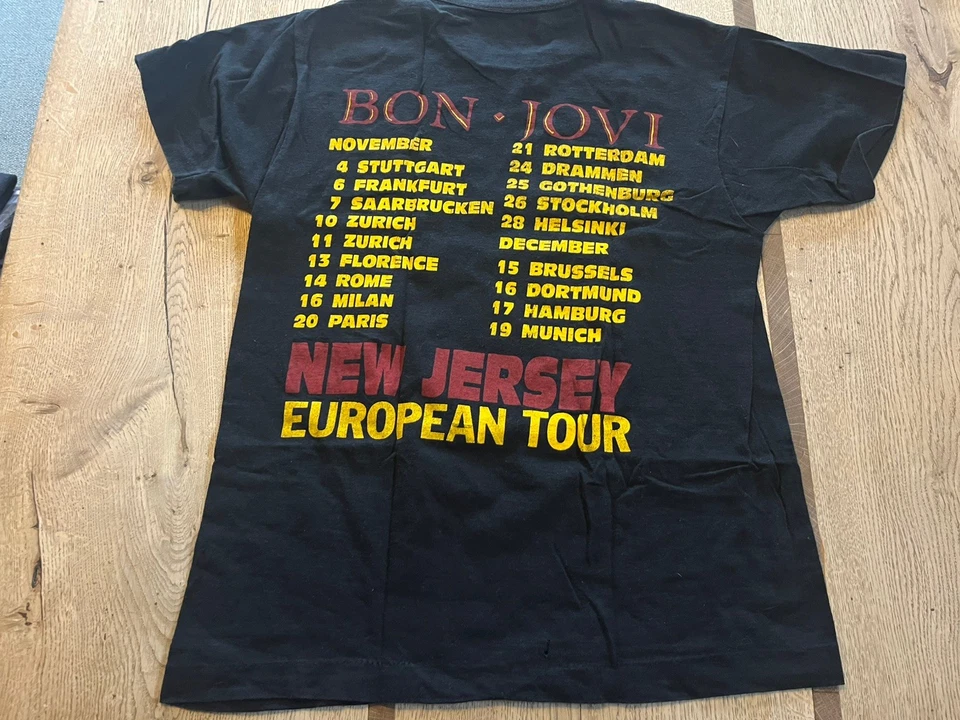 BON · JOVI
NOVEMBER
4 STUTTGART
6 FRANKFURT
7 SAARBRUCKEN
10 ZURICH
11 ZURICH
13 FLORENCE
14 ROME
16 MILAN
20 PARIS
21 ROTTERDAM
24 DRAMMEN
25 GOTHENBURG
26 STOCKHOLM
28 HELSINKI
DECEMBER
15 BRUSSELS
16 DORTMUND
17 HAMBURG
19 MUNICH
NEW JERSEY
EUROPEAN TOUR